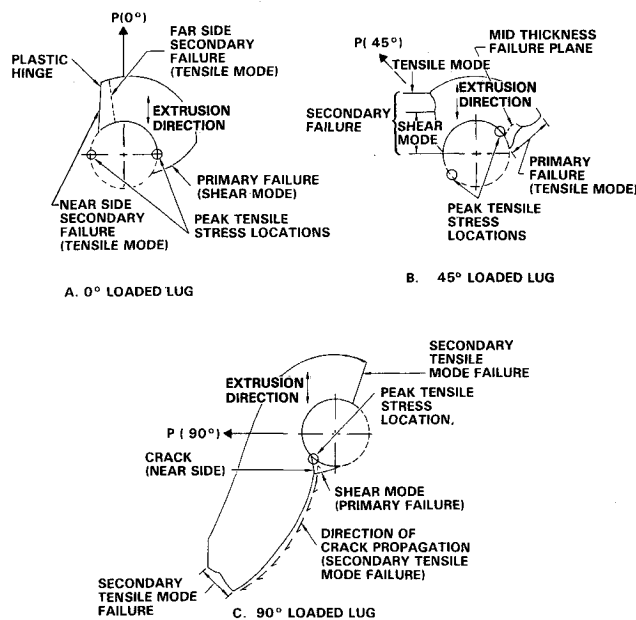 P(0°)
FAR SIDE
SECONDARY
FAILURE
(TENSILE MODE)
PLASTIC
HINGE
EXTRUSION
DIRECTION
PRIMARY FAILURE
(SHEAR MODE)
NEAR SIDE
SECONDARY
FAILURE
(TENSILE MODE)
PEAK TENSILE
STRESS LOCATIONS
A. 0° LOADED LUG
P( 45°)
TENSILE MODE
MID THICKNESS
FAILURE PLANE
EXTRUSION
DIRECTION
SECONDARY
FAILURE
SHEAR
MODE
PRIMARY
FAILURE
(TENSILE MODE)
PEAK TENSILE
STRESS
LOCATIONS
B. 45° LOADED LUG
SECONDARY
TENSILE
MODE FAILURE
EXTRUSION
DIRECTION
PEAK TENSILE
STRESS
LOCATION.
P ( 90°)
CRACK
(NEAR SIDE)
SHEAR MODE
(PRIMARY FAILURE)
DIRECTION OF
CRACK PROPAGATION
(SECONDARY TENSILE
MODE FAILURE)
SECONDARY
TENSILE MODE
FAILURE
C. 90° LOADED LUG